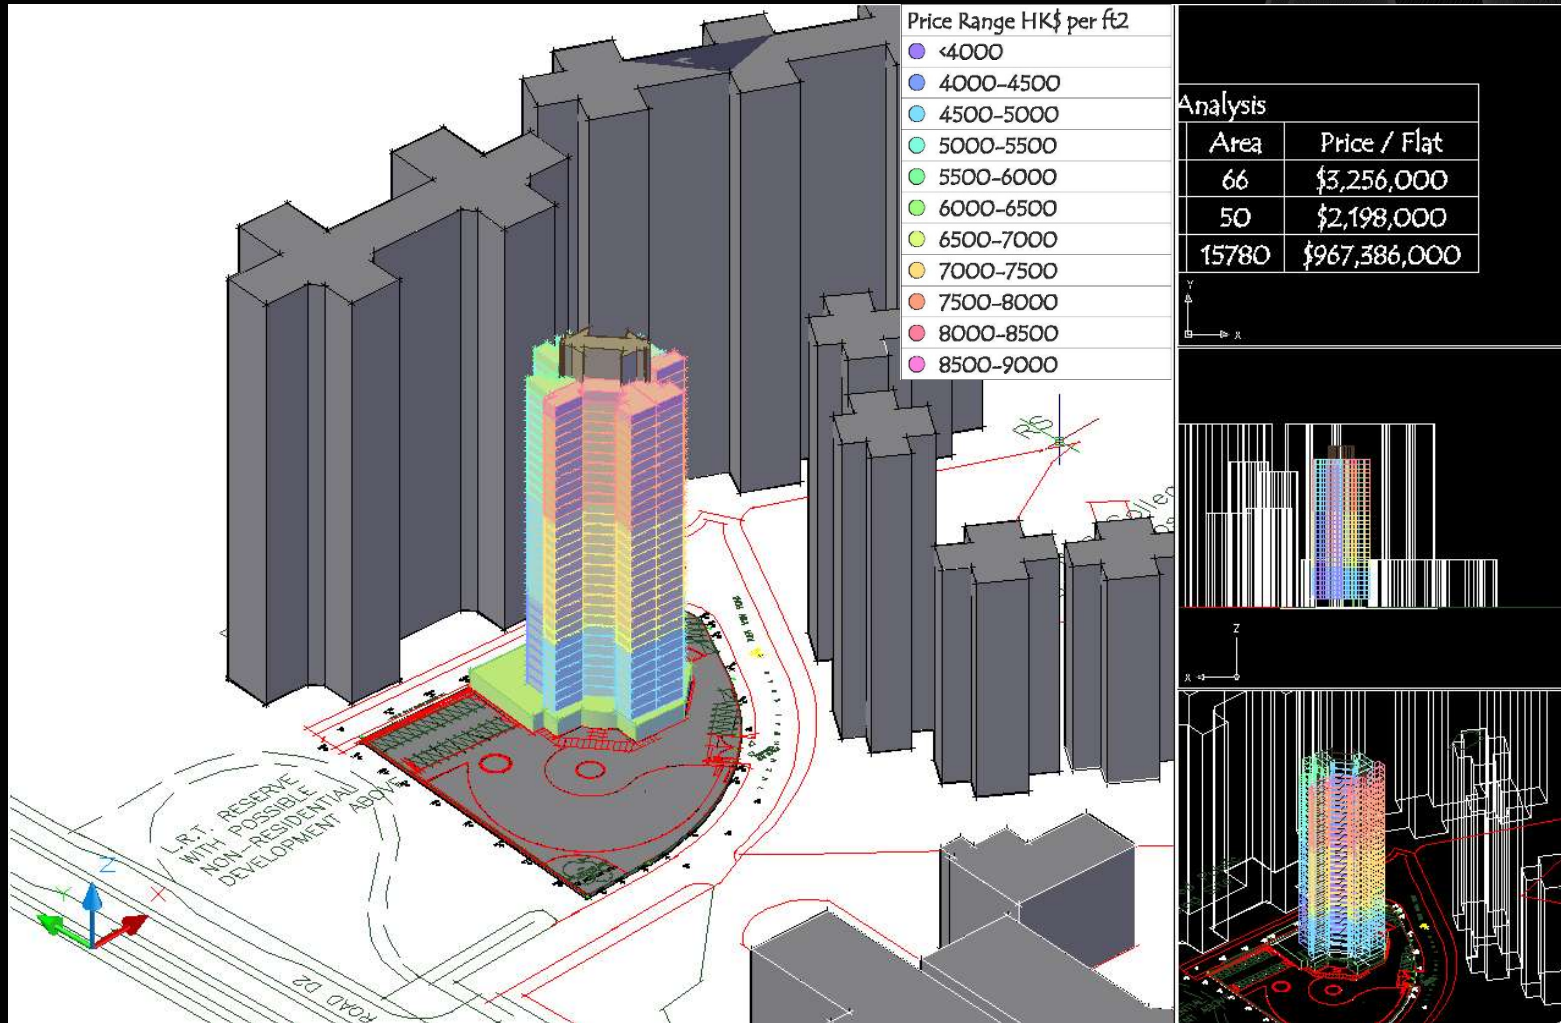 Price Range HK$ per ft2
<4000
4000-4500
4500-5000
5000-5500
5500-6000
6000-6500
6500-7000
7000-7500
7500-8000
8000-8500
8500-9000
Analysis
Area Price / Flat
66 $3,256,000
50 $2,198,000
15780 $967,386,000
Y
X
Z
X
RS
L.R.T. RESERVE
WITH POSSIBLE
NON-RESIDENTIAL
DEVELOPMENT ABOVE
Z
Y
X
ROAD D2